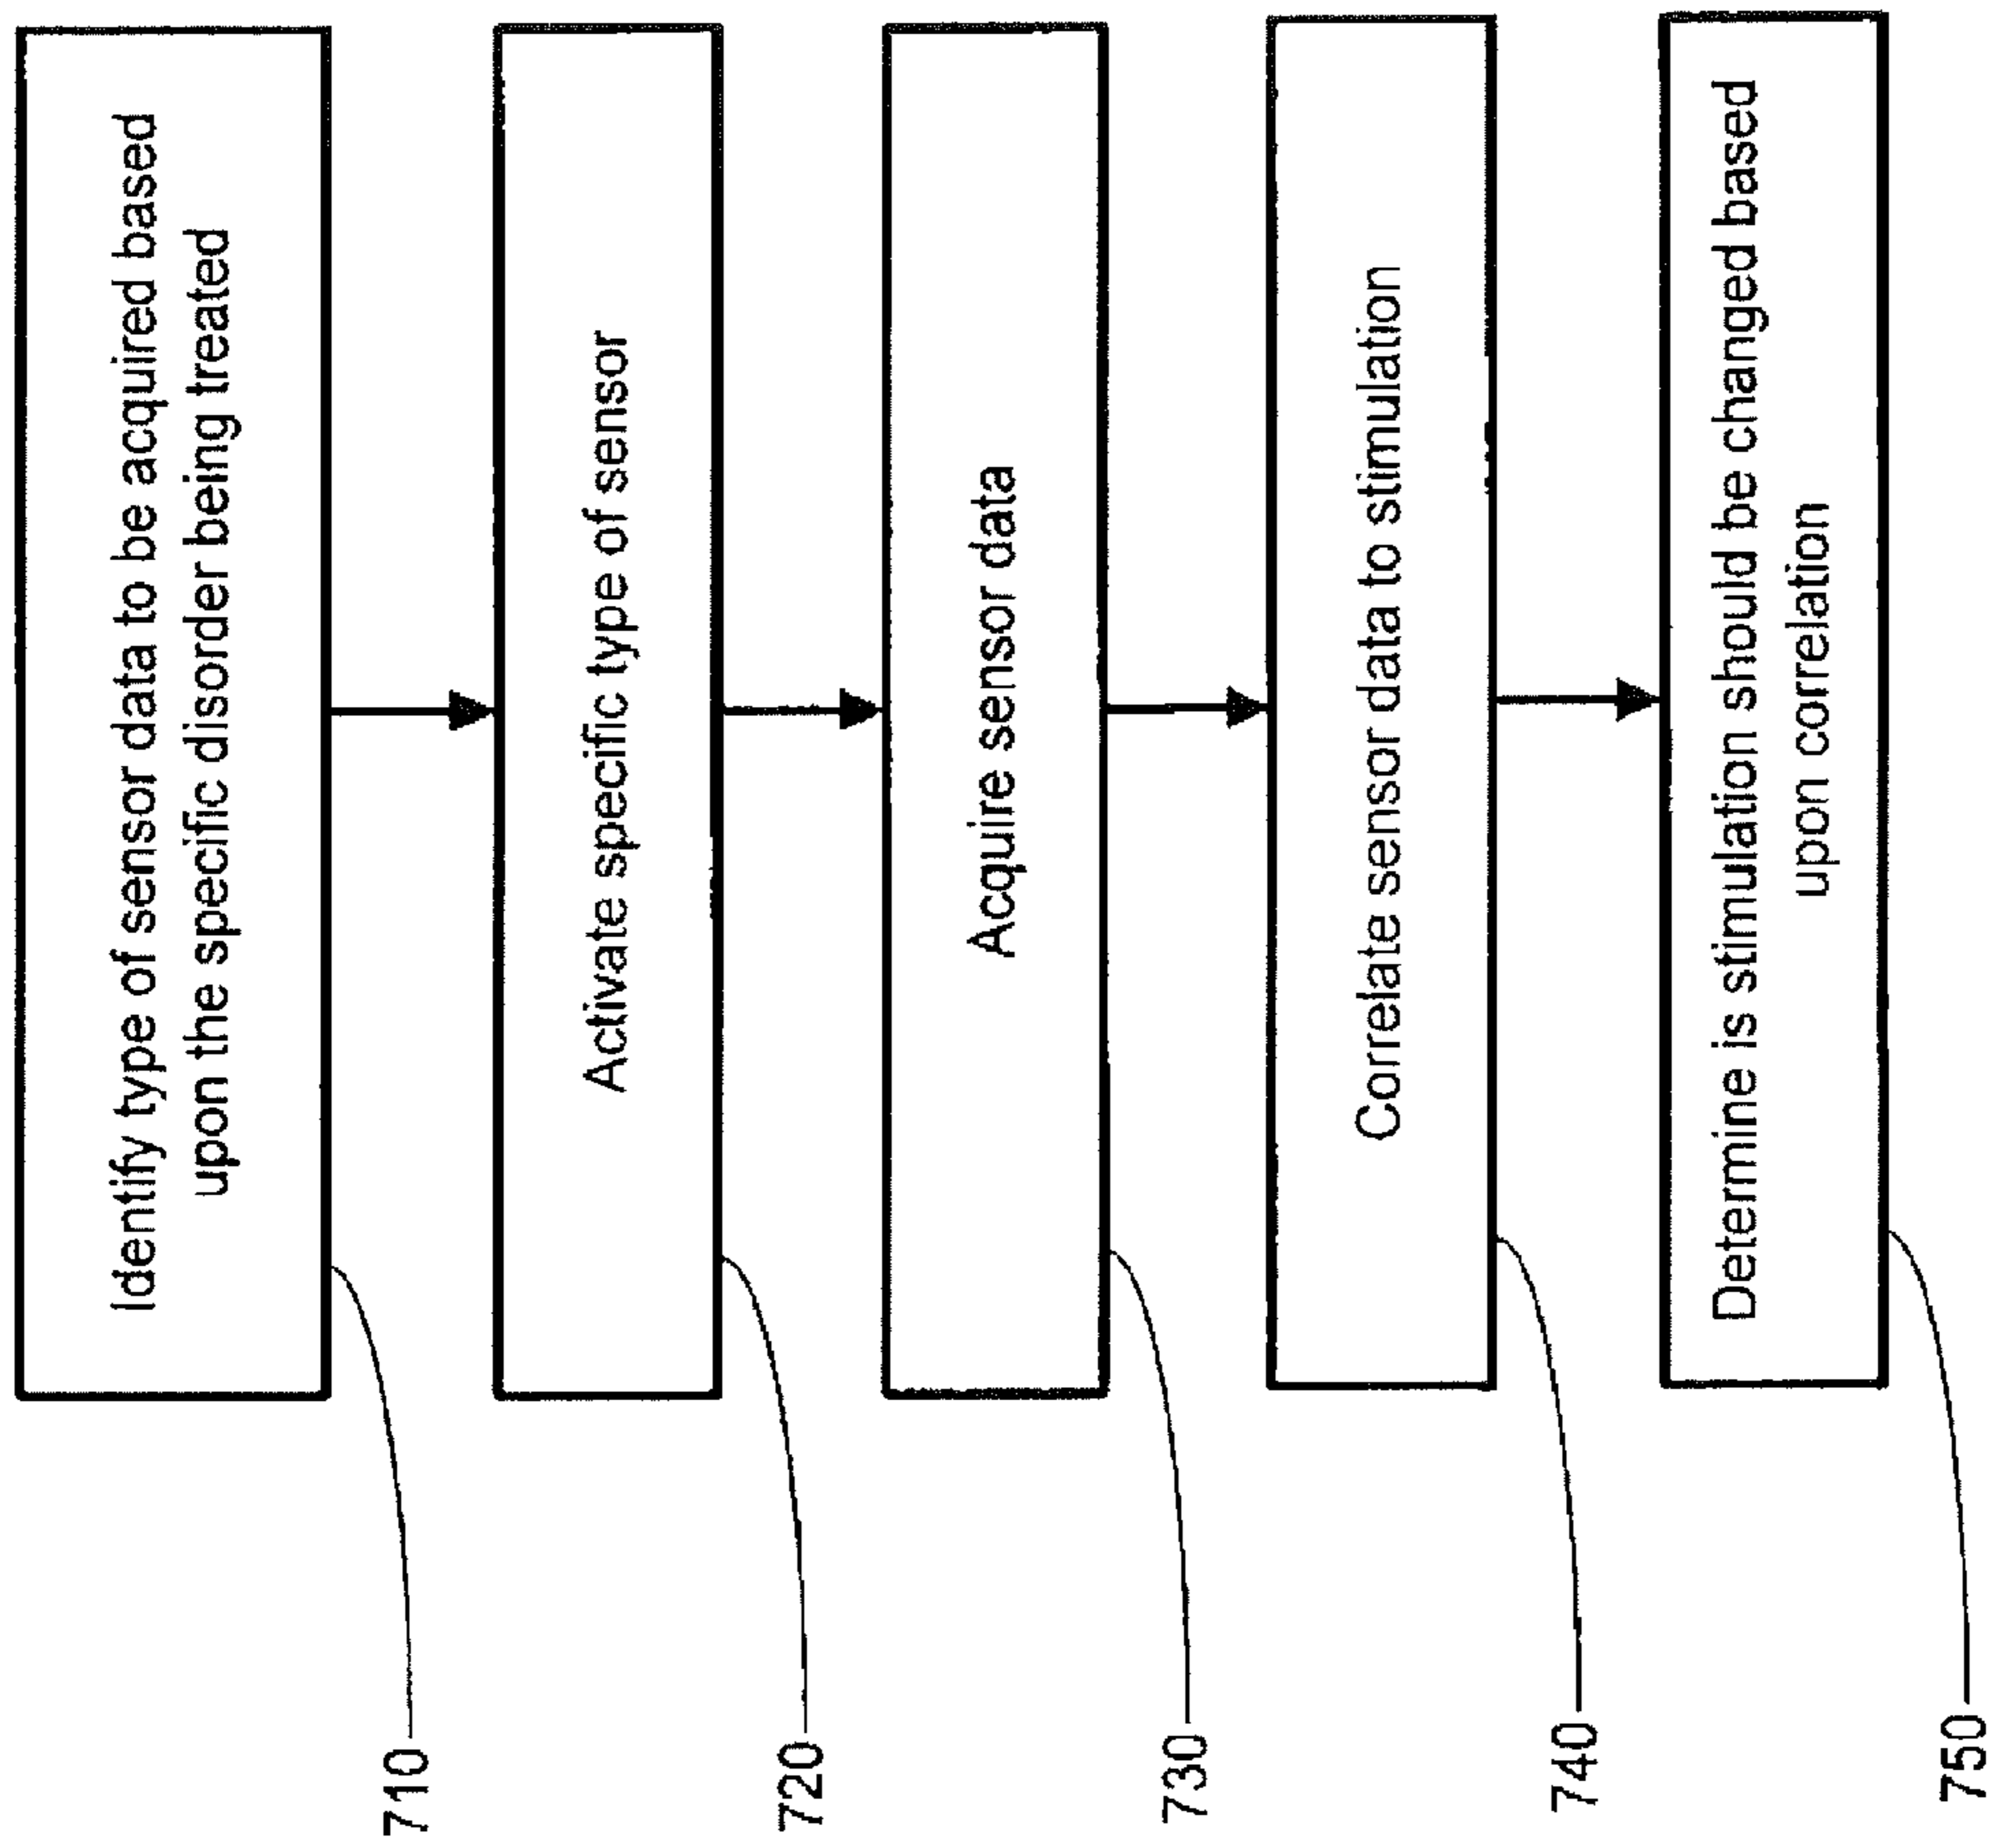 Identify type of sensor data to be acquired based
upon the specific disorder being treated
710
Activate specific type of sensor
720
Acquire sensor data
730
Correlate sensor data to stimulation
740
Determine is stimulation should be changed based
upon correlation
750